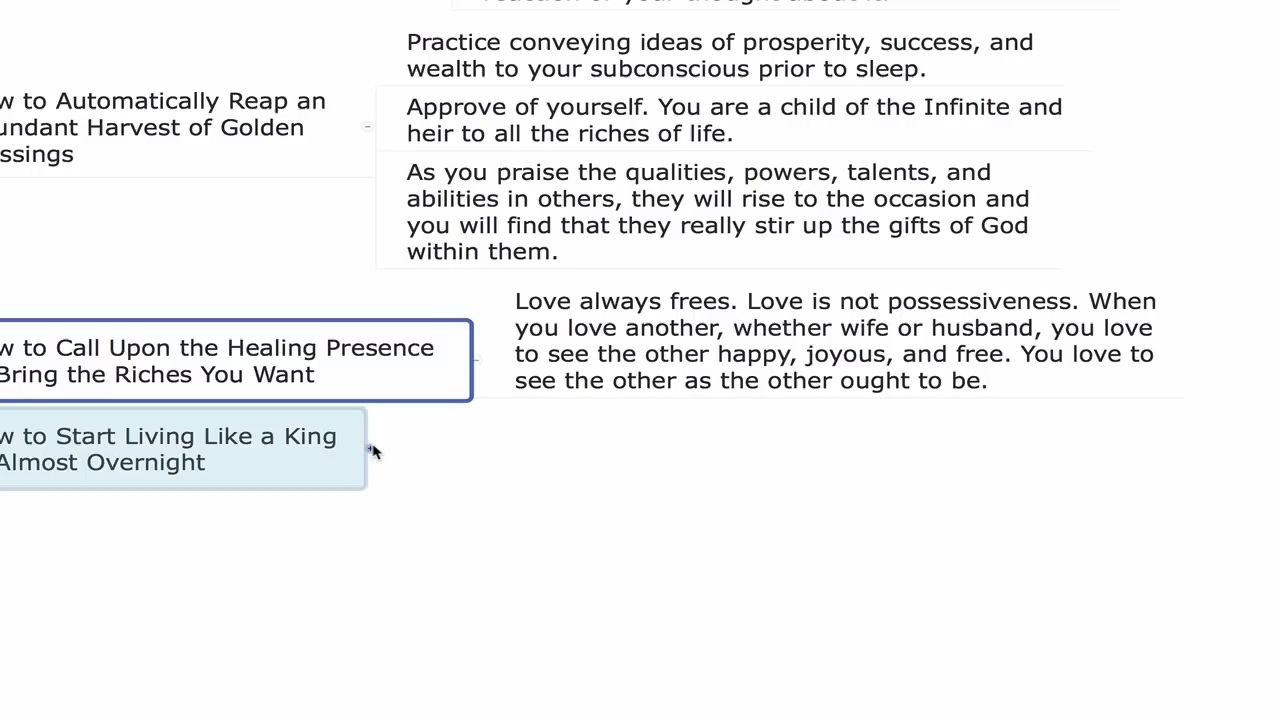 Practice conveying ideas of prosperity, success, and
wealth to your subconscious prior to sleep.
w to Automatically Reap an
undant Harvest of Golden
ssings
Approve of yourself. You are a child of the Infinite and
heir to all the riches of life.
As you praise the qualities, powers, talents, and
abilities in others, they will rise to the occasion and
you will find that they really stir up the gifts of God
within them.
w to Call Upon the Healing Presence
Bring the Riches You Want
Love always frees. Love is not possessiveness. When
you love another, whether wife or husband, you love
to see the other happy, joyous, and free. You love to
see the other as the other ought to be.
w to Start Living Like a King
Almost Overnight